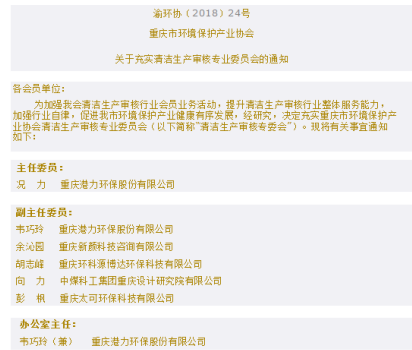 渝环协（2018）24号
重庆市环境保护产业协会
关于充实清洁生产审核专业委员会的通知
各会员单位：
为加强我会清洁生产审核行业会员业务活动，提升清洁生产审核行业整体服务能力，
加强行业自律，促进我市环境保护产业健康有序发展，经研究，决定充实重庆市环境保护产
业协会清洁生产审核专业委员会（以下简称“清洁生产审核专委会”）。现将有关事宜通知
如下：
主任委员：
况 力 重庆港力环保股份有限公司
副主任委员：
韦巧玲 重庆港力环保股份有限公司
余沁园 重庆新颜科技咨询有限公司
胡志峰 重庆环科源博达环保科技有限公司
向 力 中煤科工集团重庆设计研究院有限公司
彭 帆 重庆太可环保科技有限公司
办公室主任：
韦巧玲（兼） 重庆港力环保股份有限公司